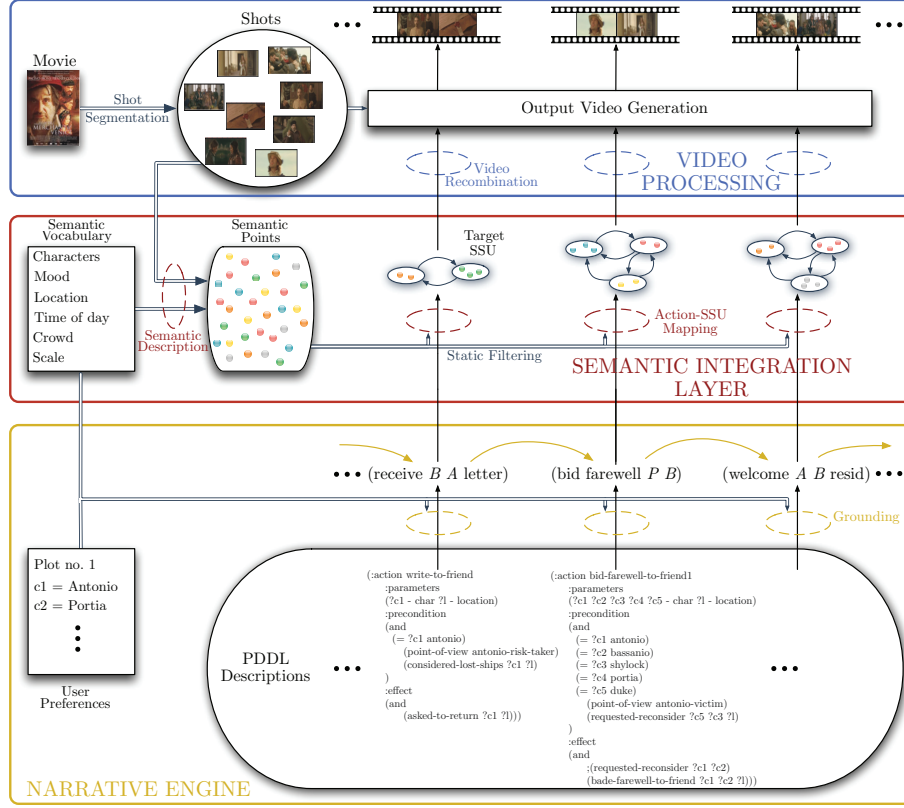 Shots
Movie
Shot
Segmentation
Output Video Generation
Video
Recombination
VIDEO
PROCESSING
Semantic
Vocabulary
Characters
Mood
Location
Time of day
Crowd
Scale
Semantic
Description
Semantic
Points
Target
SSU
Action-SSU
Mapping
Static Filtering
SEMANTIC INTEGRATION
LAYER
••• (receive B A letter)
(bid farewell P B)
(welcome A B resid) •••
Grounding
Plot no. 1
c1 = Antonio
c2 = Portia
User
Preferences
PDDL
Descriptions
(:action write-to-friend
:parameters
(?c1 - char ?l - location)
:precondition
(and
(= ?c1 antonio)
(point-of-view antonio-risk-taker)
(considered-lost-ships ?c1 ?l)
)
:effect
(and
(asked-to-return ?c1 ?l)))
(:action bid-farewell-to-friend1
:parameters
(?c1 ?c2 ?c3 ?c4 ?c5 - char ?l - location)
:precondition
(and
(= ?c1 antonio)
(= ?c2 bassanio)
(= ?c3 shylock)
(= ?c4 portia)
(= ?c5 duke)
(point-of-view antonio-victim)
(requested-reconsider ?c5 ?c3 ?l)
)
:effect
(and
;(requested-reconsider ?c1 ?c2)
(bade-farewell-to-friend ?c1 ?c2 ?l)))
NARRATIVE ENGINE